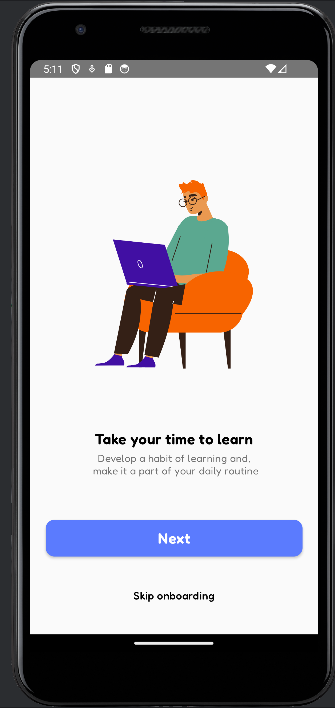 5:11
Take your time to learn
Develop a habit of learning and,
make it a part of your daily routine
Next
Skip onboarding